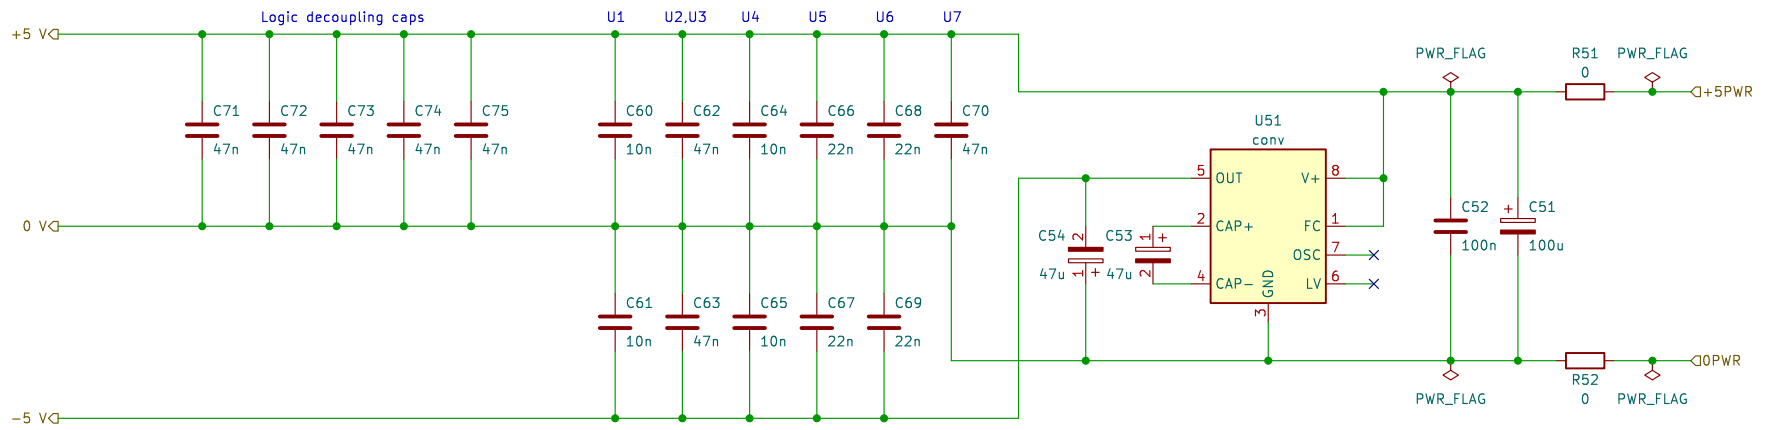 Logic decoupling caps
U1
U2,U3
U4
U5
U6
U7
+5 V
PWR_FLAG
R51
0
PWR_FLAG
+5PWR
C71
47n
C72
47n
C73
47n
C74
47n
C75
47n
C60
10n
C62
47n
C64
10n
C66
22n
C68
22n
C70
47n
U51
conv
5
OUT
V+
8
2
CAP+
FC
1
OSC
7
4
CAP-
LV
6
GND
3
C54
47u
2
1
+
C53
47u
1
2
+
C52
100n
C51
100u
+
0 V
C61
10n
C63
47n
C65
10n
C67
22n
C69
22n
0PWR
R52
0
PWR_FLAG
PWR_FLAG
-5 V